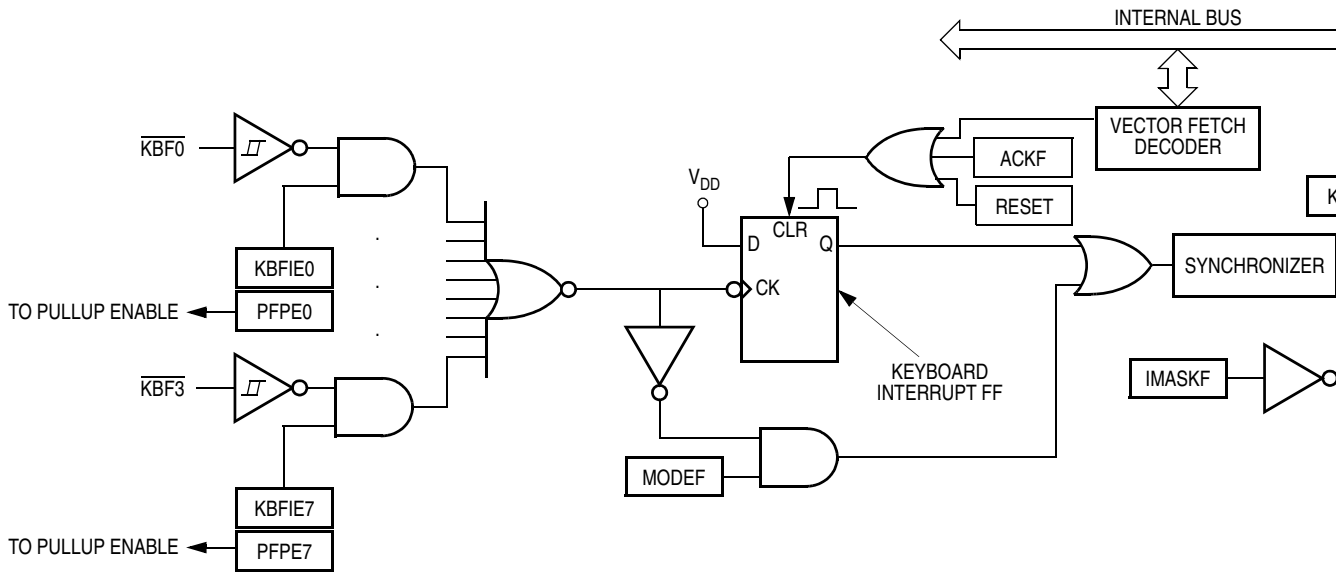 INTERNAL BUS
VECTOR FETCH
DECODER
ACKF
RESET
K
KBF0
KBFIE0
PFPE0
TO PULLUP ENABLE
KBF3
KBFIE7
PFPE7
TO PULLUP ENABLE
VDD
D
CLR
Q
CK
KEYBOARD
INTERRUPT FF
MODEF
SYNCHRONIZER
IMASKF